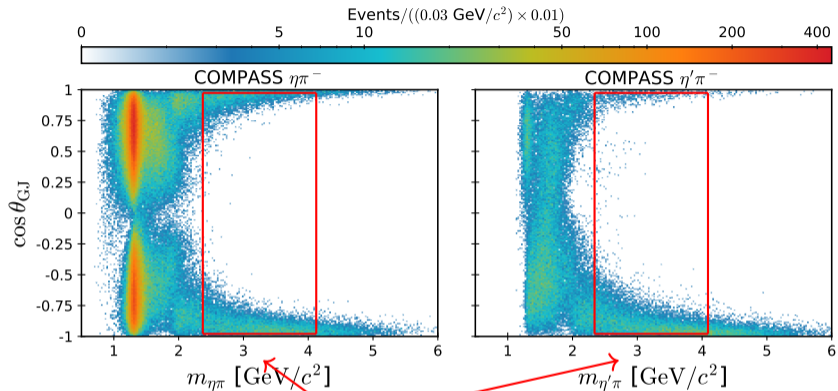 Events/((0.03 GeV/c²) × 0.01)
0 5 10 50 100 200 400
COMPASS ηπ⁻ COMPASS η′π⁻
1
0.75
0.5
0.25
0
-0.25
-0.5
-0.75
-1
cos θ_GJ
1 2 3 4 5 6 1 2 3 4 5 6
m_ηπ [GeV/c²] m_η′π [GeV/c²]